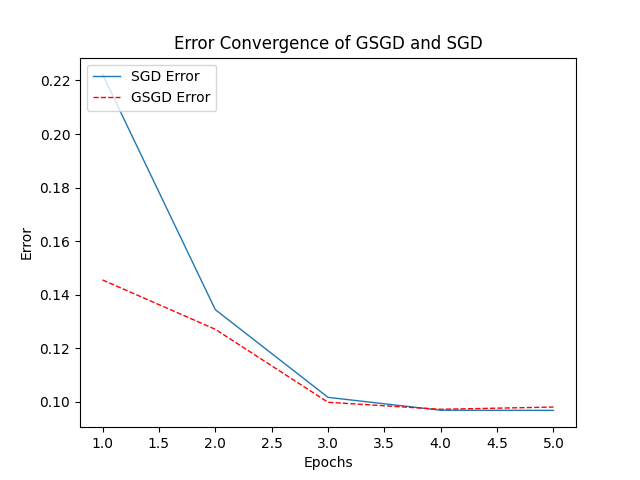 Error Convergence of GSGD and SGD
SGD Error
GSGD Error
Error
0.22
0.20
0.18
0.16
0.14
0.12
0.10
1.0 1.5 2.0 2.5 3.0 3.5 4.0 4.5 5.0
Epochs